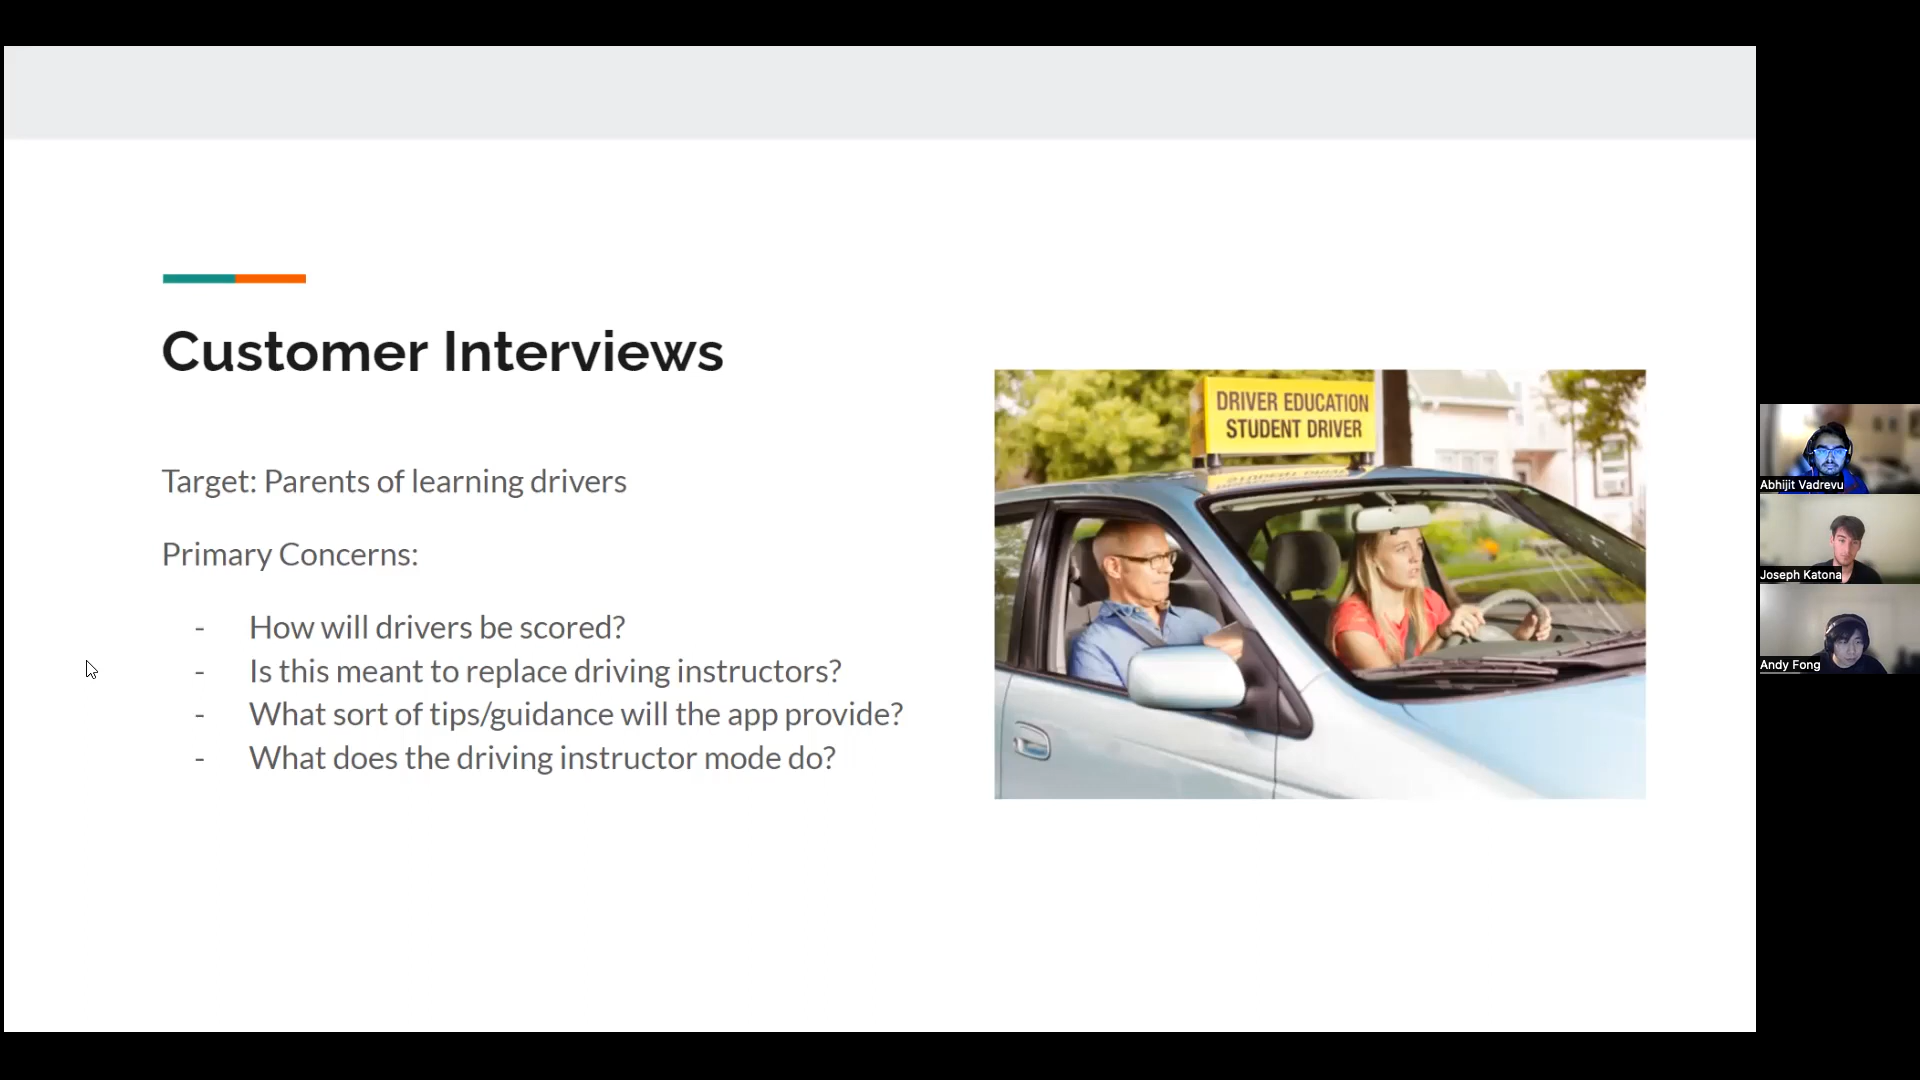 Customer Interviews
Target: Parents of learning drivers
Primary Concerns:
- How will drivers be scored?
- Is this meant to replace driving instructors?
- What sort of tips/guidance will the app provide?
- What does the driving instructor mode do?
DRIVER EDUCATION
STUDENT DRIVER
Abhijit Vadrevu
Joseph Katona
Andy Fong